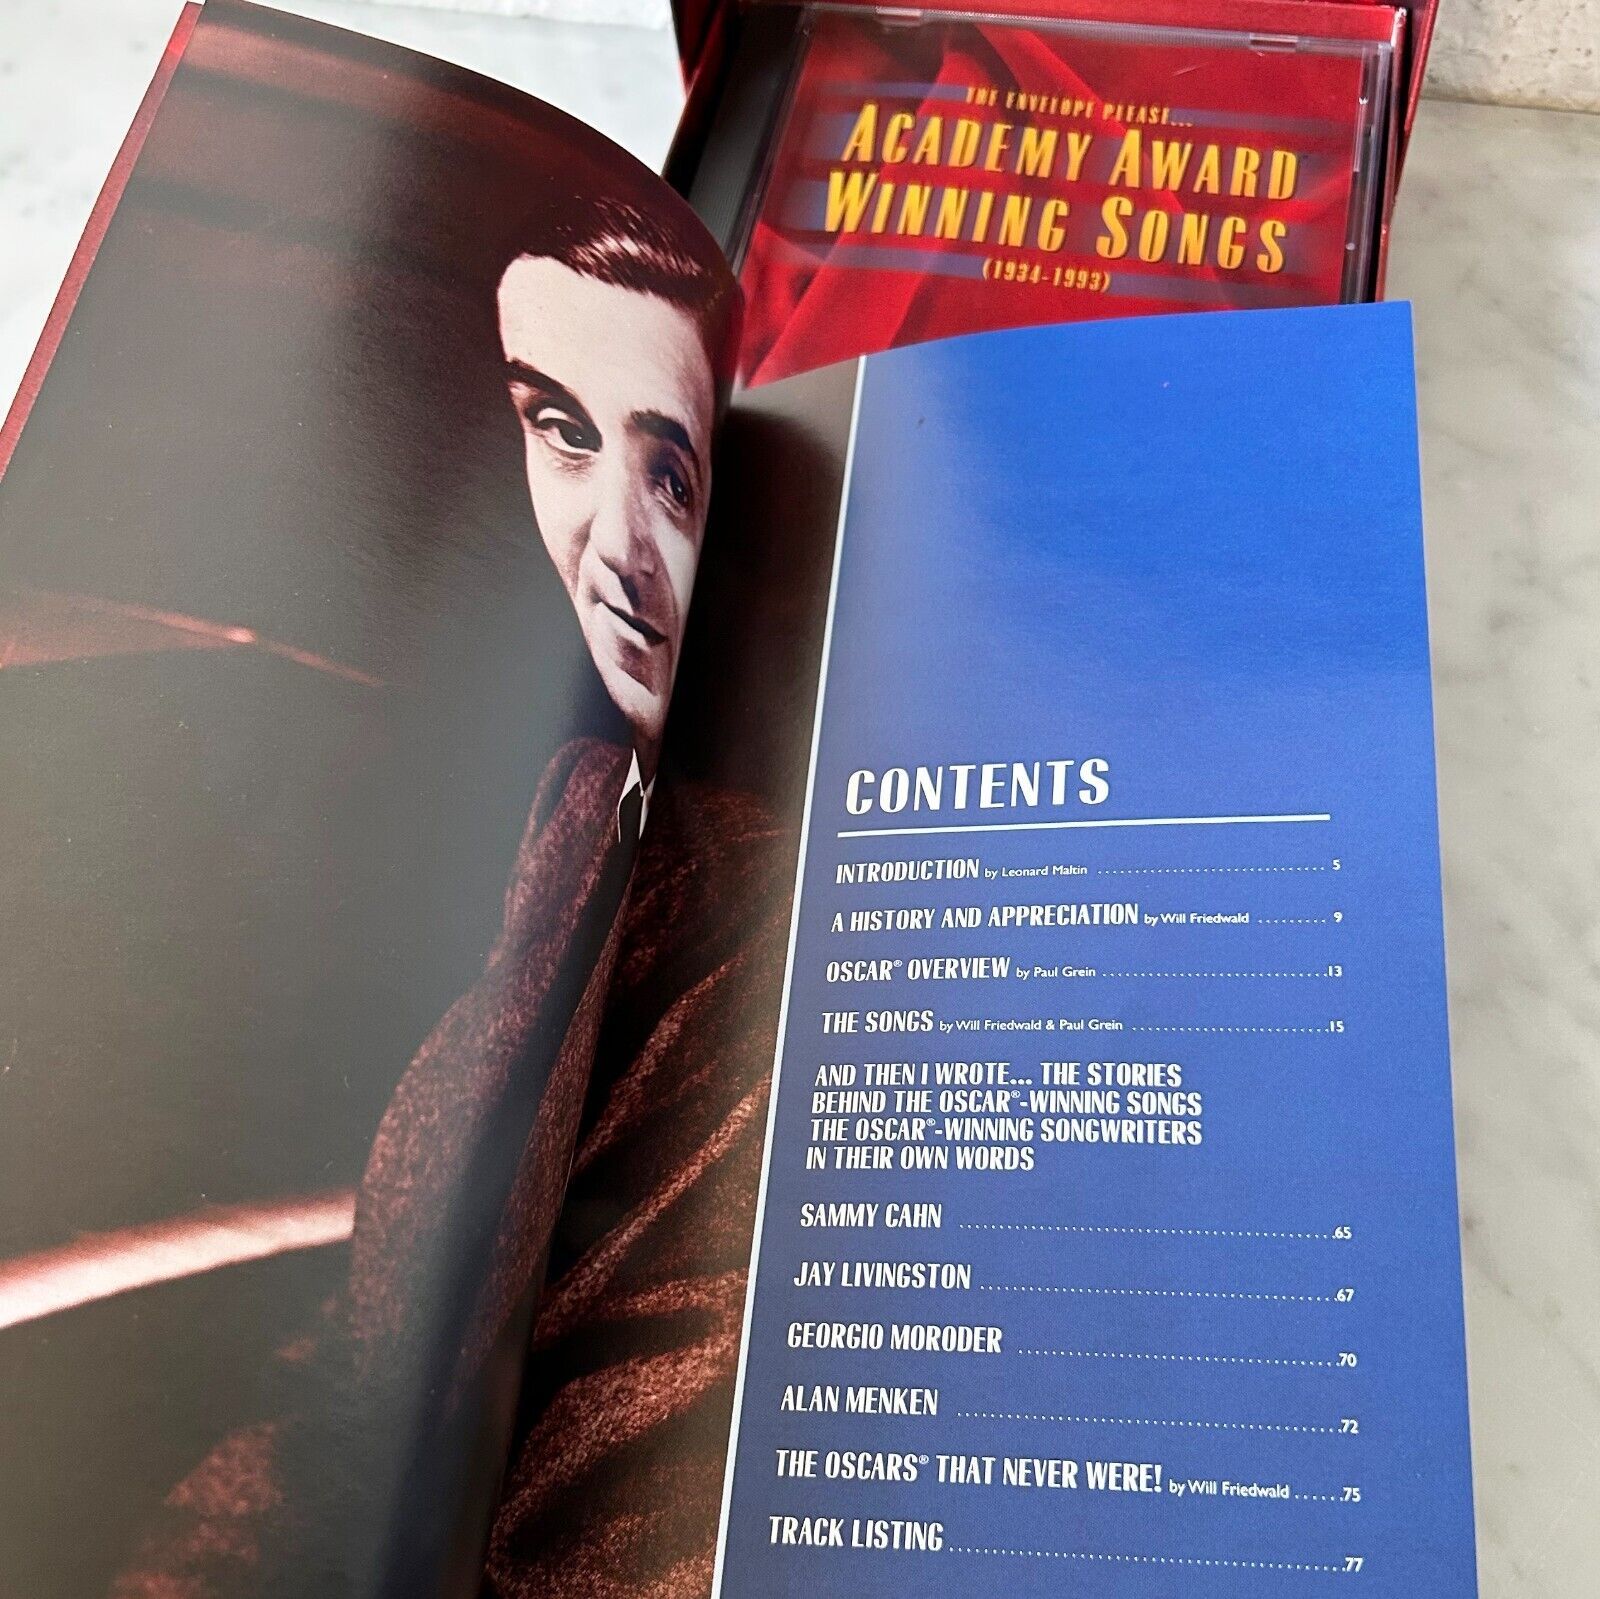 THE ENVELOPE PLEASE...
ACADEMY AWARD
WINNING SONGS
(1934-1993)
CONTENTS
INTRODUCTION by Leonard Maltin ............................ 5
A HISTORY AND APPRECIATION by Will Friedwald ......... 9
OSCAR® OVERVIEW by Paul Grein ............................13
THE SONGS by Will Friedwald & Paul Grein ........................15
AND THEN I WROTE... THE STORIES
BEHIND THE OSCAR®-WINNING SONGS
THE OSCAR®-WINNING SONGWRITERS
IN THEIR OWN WORDS
SAMMY CAHN ............................................65
JAY LIVINGSTON ..........................................67
GEORGIO MORODER .....................................70
ALAN MENKEN ............................................72
THE OSCARS® THAT NEVER WERE! by Will Friedwald ......75
TRACK LISTING ..............................................77